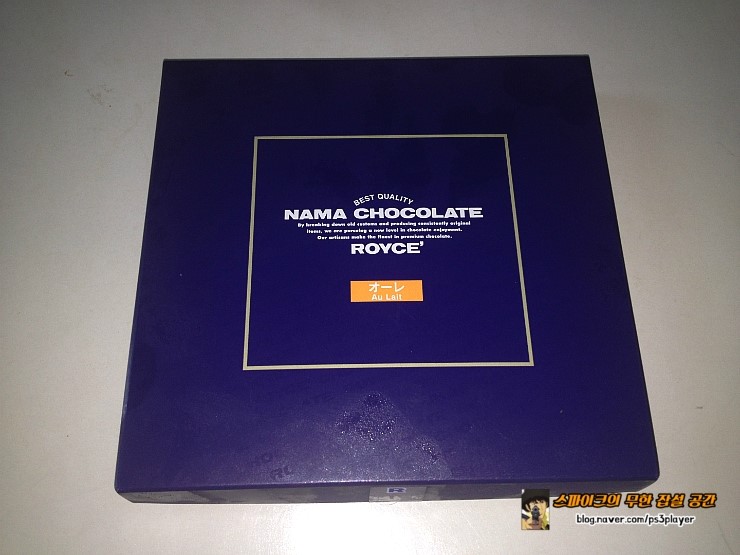 BEST QUALITY
NAMA CHOCOLATE
By breaking down old customs and producing consistently original
items, we are pursuing a new level in chocolate enjoyment.
Our artisans make the finest in premium chocolate.
ROYCE'
オーレ
Au Lait
R
스파이크의 무한 잡설 공간
blog.naver.com/ps3player